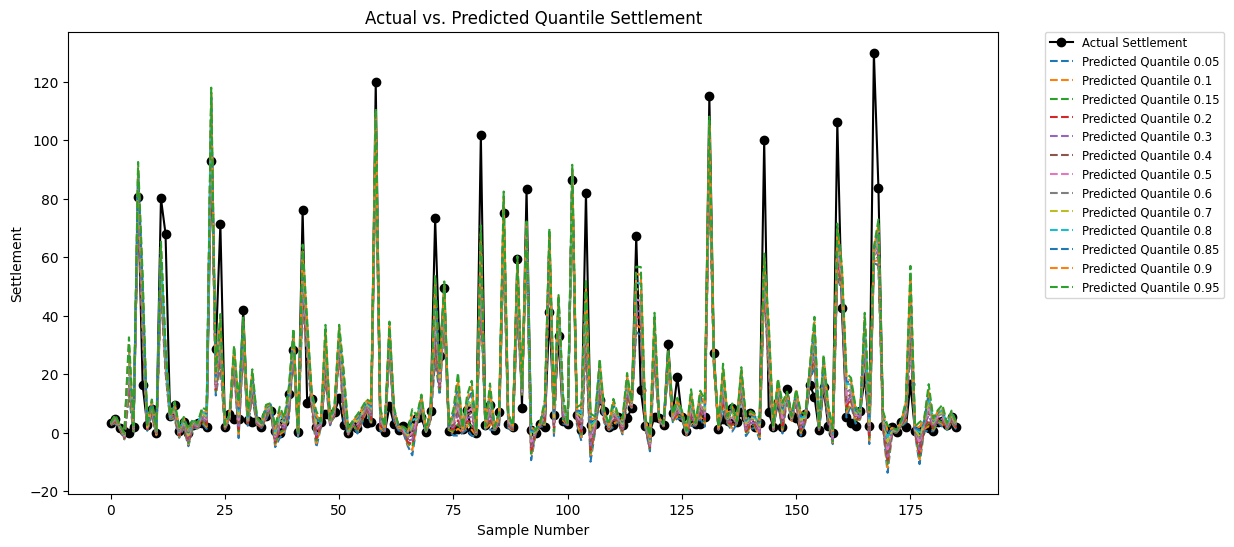 Actual vs. Predicted Quantile Settlement
Settlement
120
100
80
60
40
20
0
−20
0
25
50
75
100
125
150
175
Sample Number
Actual Settlement
Predicted Quantile 0.05
Predicted Quantile 0.1
Predicted Quantile 0.15
Predicted Quantile 0.2
Predicted Quantile 0.3
Predicted Quantile 0.4
Predicted Quantile 0.5
Predicted Quantile 0.6
Predicted Quantile 0.7
Predicted Quantile 0.8
Predicted Quantile 0.85
Predicted Quantile 0.9
Predicted Quantile 0.95